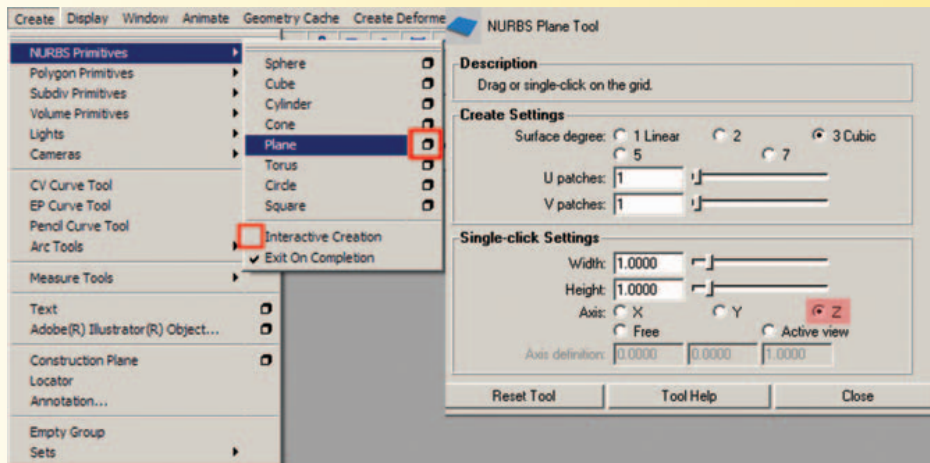 Create Display Window Animate Geometry Cache Create Deforme
NURBS Primitives
Polygon Primitives
Subdiv Primitives
Volume Primitives
Lights
Cameras
CV Curve Tool
EP Curve Tool
Pencil Curve Tool
Arc Tools
Measure Tools
Text
Adobe(R) Illustrator(R) Object...
Construction Plane
Locator
Annotation...
Empty Group
Sets
Sphere
Cube
Cylinder
Cone
Plane
Torus
Circle
Square
Interactive Creation
Exit On Completion
NURBS Plane Tool
Description
Drag or single-click on the grid.
Create Settings
Surface degree: 1 Linear 2 3 Cubic
5 7
U patches: 1
V patches: 1
Single-click Settings
Width: 1.0000
Height: 1.0000
Axis: X Y Z
Free Active view
Axis definition: 0.0000 0.0000 1.0000
Reset Tool Tool Help Close